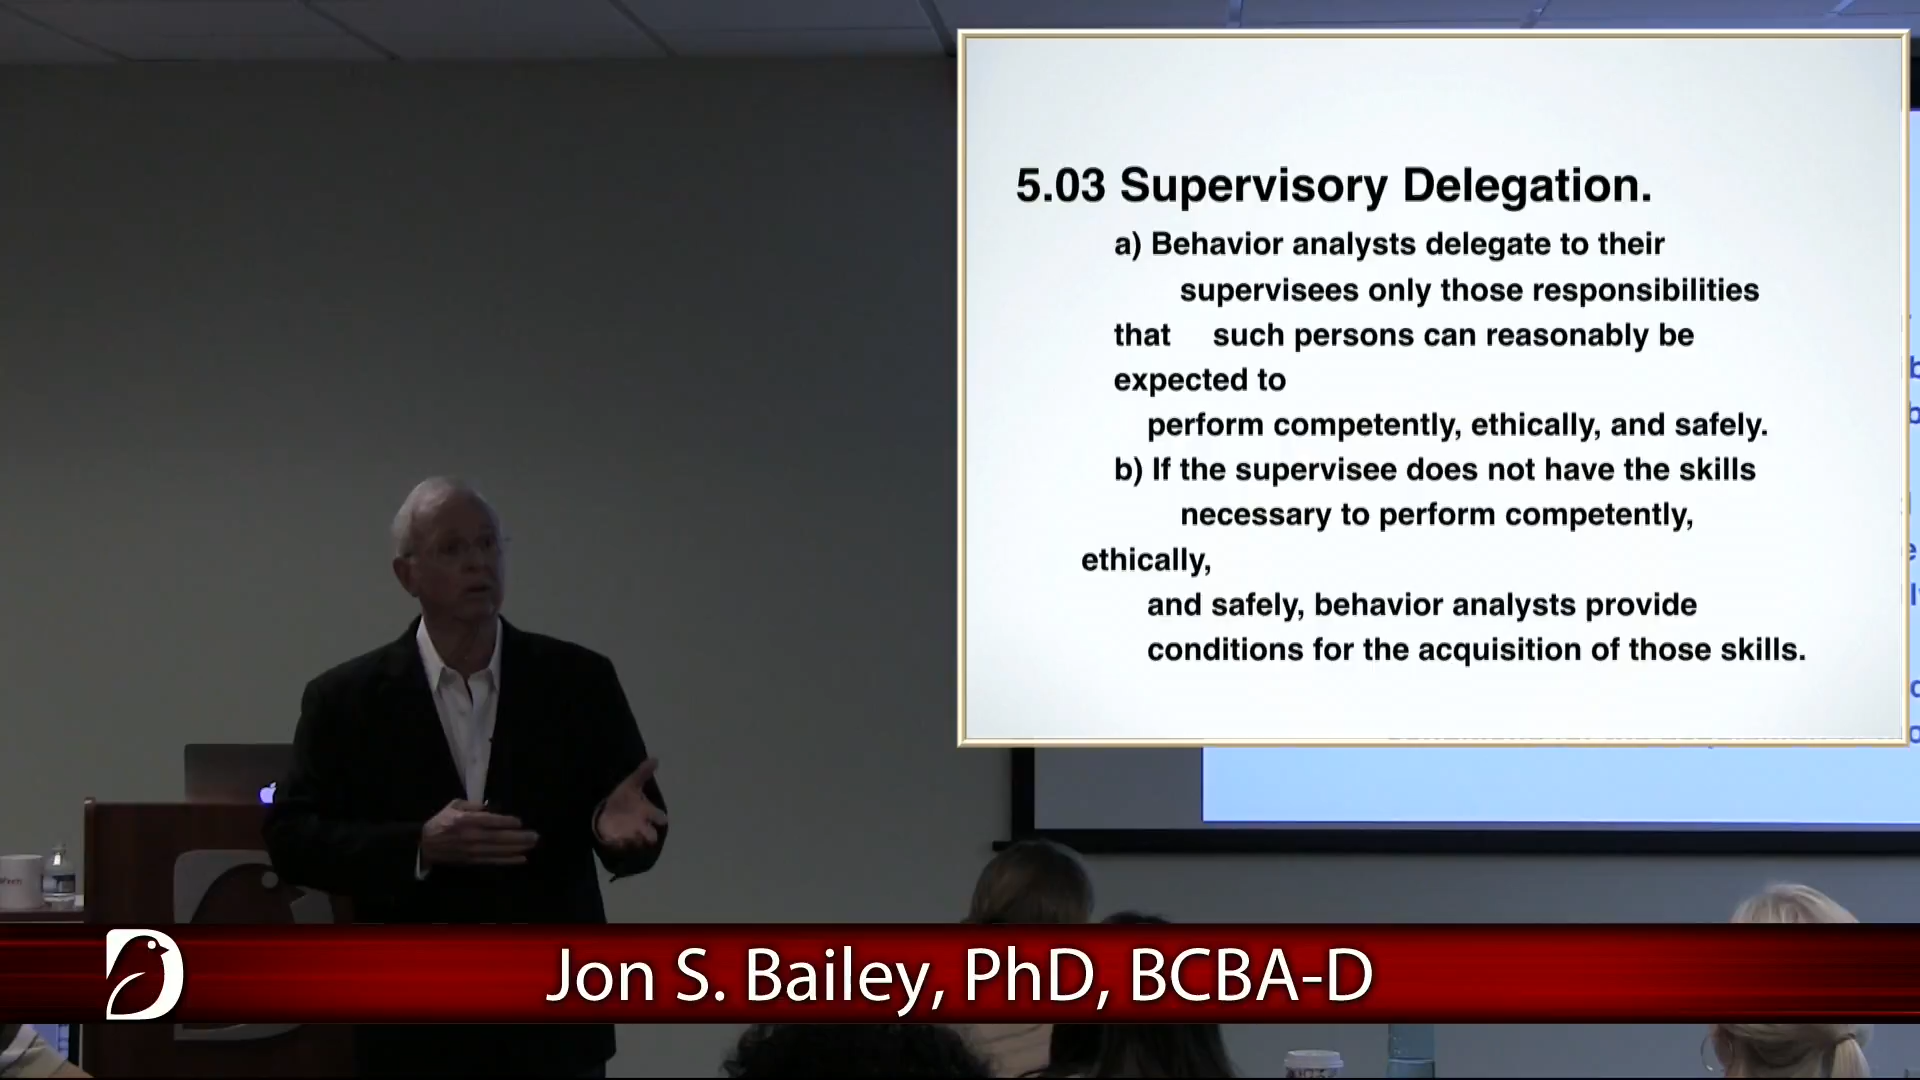 5.03 Supervisory Delegation.
a) Behavior analysts delegate to their
supervisees only those responsibilities
that such persons can reasonably be
expected to
perform competently, ethically, and safely.
b) If the supervisee does not have the skills
necessary to perform competently,
ethically,
and safely, behavior analysts provide
conditions for the acquisition of those skills.
Jon S. Bailey, PhD, BCBA-D